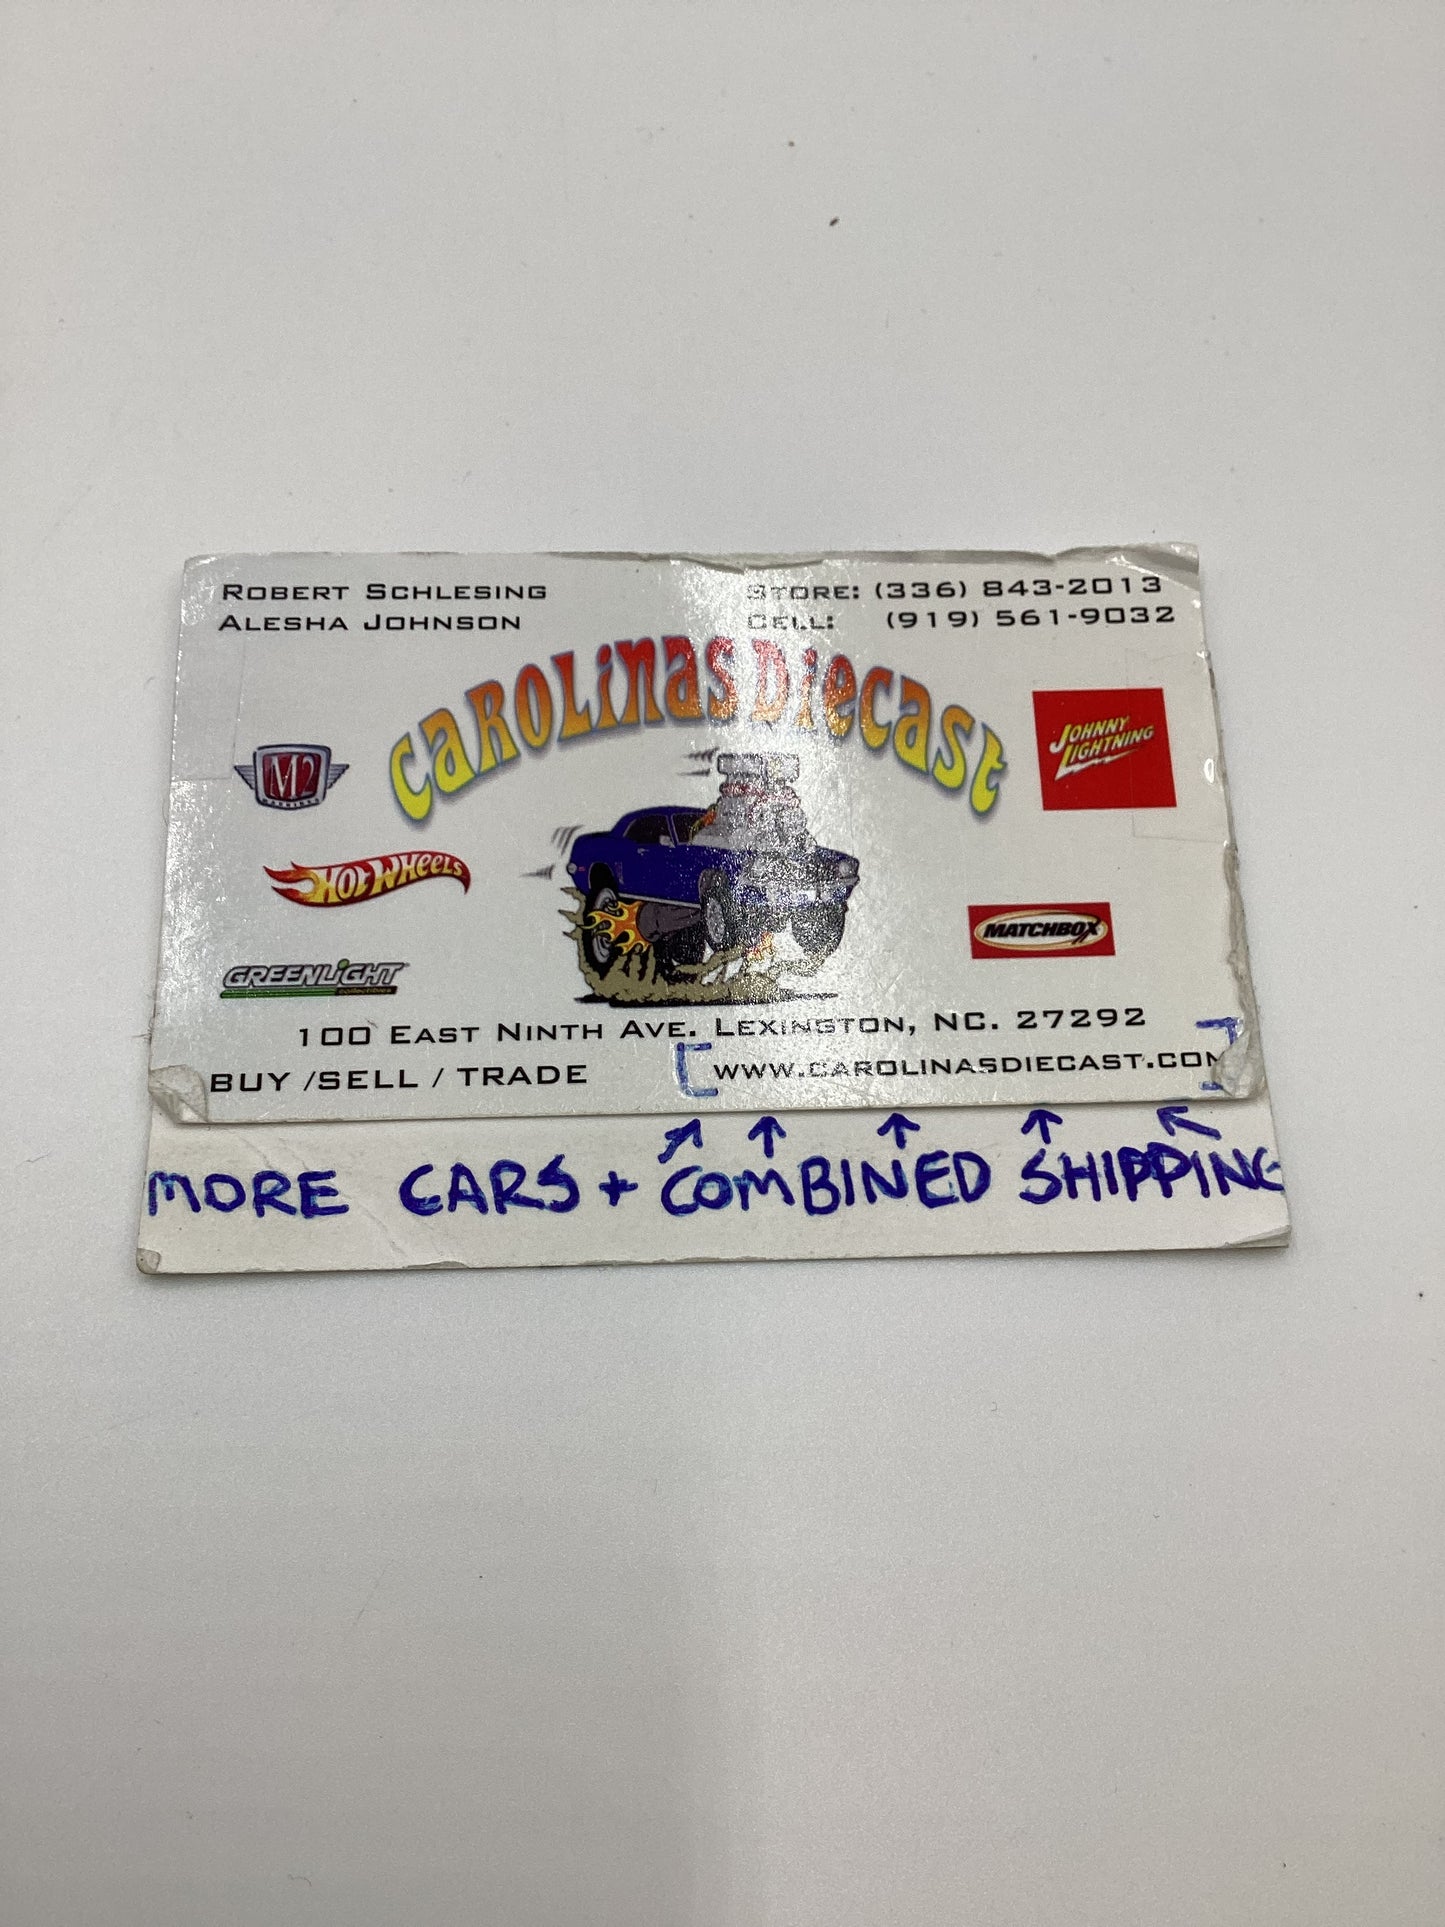 ROBERT SCHLESING
ALESHA JOHNSON
STORE: (336) 843-2013
CELL: (919) 561-9032
CAROLINAS DIECAST
M2
MACHINES
JOHNNY
LIGHTNING
HOT WHEELS
MATCHBOX
GREENLIGHT
collectibles
100 EAST NINTH AVE. LEXINGTON, NC. 27292
BUY /SELL / TRADE
[WWW.CAROLINASDIECAST.COM]
↗ ↑ ↑ ↑ ↖
MORE CARS + COMBINED SHIPPING